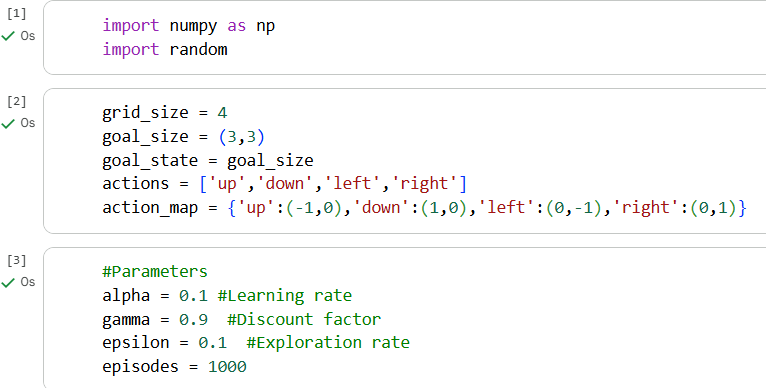 [1]
0s
import numpy as np
import random
[2]
0s
grid_size = 4
goal_size = (3,3)
goal_state = goal_size
actions = ['up','down','left','right']
action_map = {'up':(-1,0),'down':(1,0),'left':(0,-1),'right':(0,1)}
[3]
0s
#Parameters
alpha = 0.1 #Learning rate
gamma = 0.9  #Discount factor
epsilon = 0.1  #Exploration rate
episodes = 1000